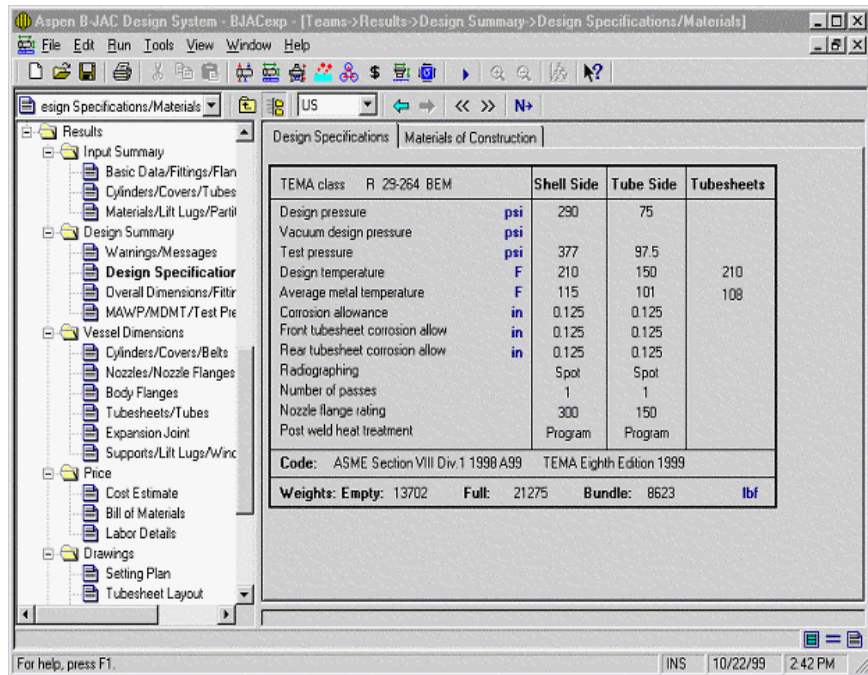 Aspen B-JAC Design System - BJACexp - [Teams->Results->Design Summary->Design Specifications/Materials]
File Edit Run Tools View Window Help
esign Specifications/Materials US N
Results
Input Summary
Basic Data/Fittings/Flan
Cylinders/Covers/Tubes
Materials/Lift Lugs/Partit
Design Summary
Warnings/Messages
Design Specification
Overall Dimensions/Fittin
MAWP/MDMT/Test Pre
Vessel Dimensions
Cylinders/Covers/Belts
Nozzles/Nozzle Flanges
Body Flanges
Tubesheets/Tubes
Expansion Joint
Supports/Lift Lugs/Wind
Price
Cost Estimate
Bill of Materials
Labor Details
Drawings
Setting Plan
Tubesheet Layout
Design Specifications Materials of Construction
TEMA class R 29-264 BEM Shell Side Tube Side Tubesheets
Design pressure psi 290 75
Vacuum design pressure psi
Test pressure psi 377 97.5
Design temperature F 210 150 210
Average metal temperature F 115 101 108
Corrosion allowance in 0.125 0.125
Front tubesheet corrosion allow in 0.125 0.125
Rear tubesheet corrosion allow in 0.125 0.125
Radiographing Spot Spot
Number of passes 1 1
Nozzle flange rating 300 150
Post weld heat treatment Program Program
Code: ASME Section VIII Div.1 1998 A99 TEMA Eighth Edition 1999
Weights: Empty: 13702 Full: 21275 Bundle: 8623 lbf
For help, press F1. INS 10/22/99 2:42 PM